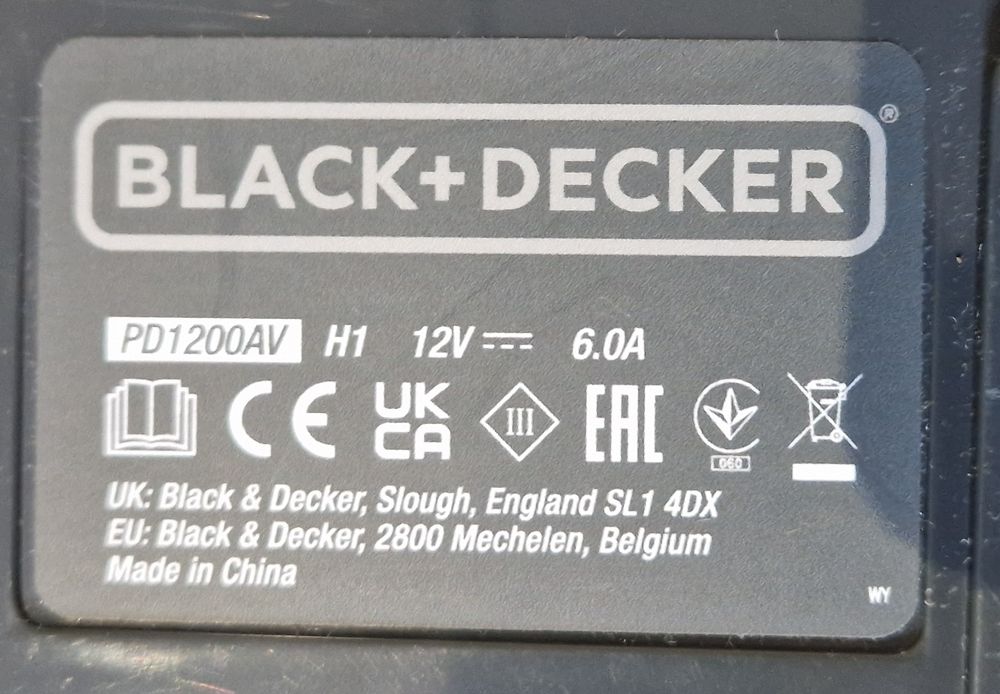 BLACK+DECKER®
PD1200AV H1 12V 6.0A
CE UK CA III EAC
060
UK: Black & Decker, Slough, England SL1 4DX
EU: Black & Decker, 2800 Mechelen, Belgium
Made in China
WY